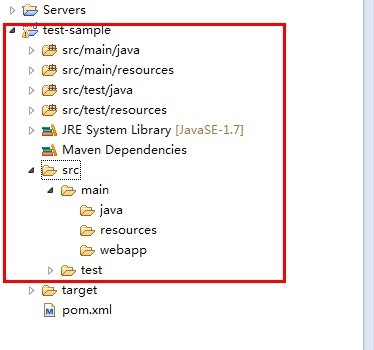 Servers
test-sample
src/main/java
src/main/resources
src/test/java
src/test/resources
JRE System Library [JavaSE-1.7]
Maven Dependencies
src
main
java
resources
webapp
test
target
pom.xml